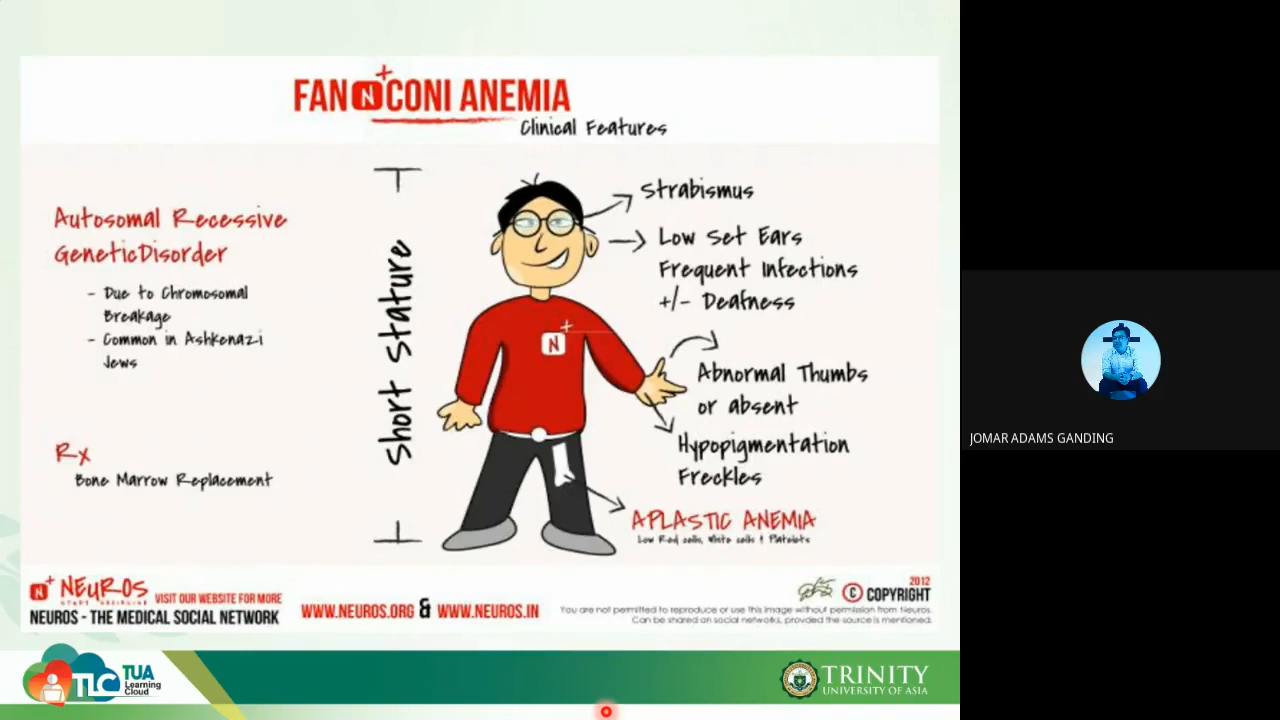 FANCONI ANEMIA
Clinical Features
Autosomal Recessive
GeneticDisorder
- Due to Chromosomal
Breakage
- Common in Ashkenazi
Jews
Rx
Bone Marrow Replacement
Short Stature
Strabismus
Low Set Ears
Frequent Infections
+/- Deafness
N
Abnormal Thumbs
or absent
Hypopigmentation
Freckles
APLASTIC ANEMIA
Low Red cells, White cells & Platelets
N NEUROS
VISIT OUR WEBSITE FOR MORE
NEUROS - THE MEDICAL SOCIAL NETWORK
WWW.NEUROS.ORG & WWW.NEUROS.IN
2012
© COPYRIGHT
You are not permitted to reproduce or use this image without permission from Neuros.
Can be shared on social networks, provded the source is mentioned.
TLC TUA
Learning
Cloud
TRINITY
UNIVERSITY OF ASIA
JOMAR ADAMS GANDING